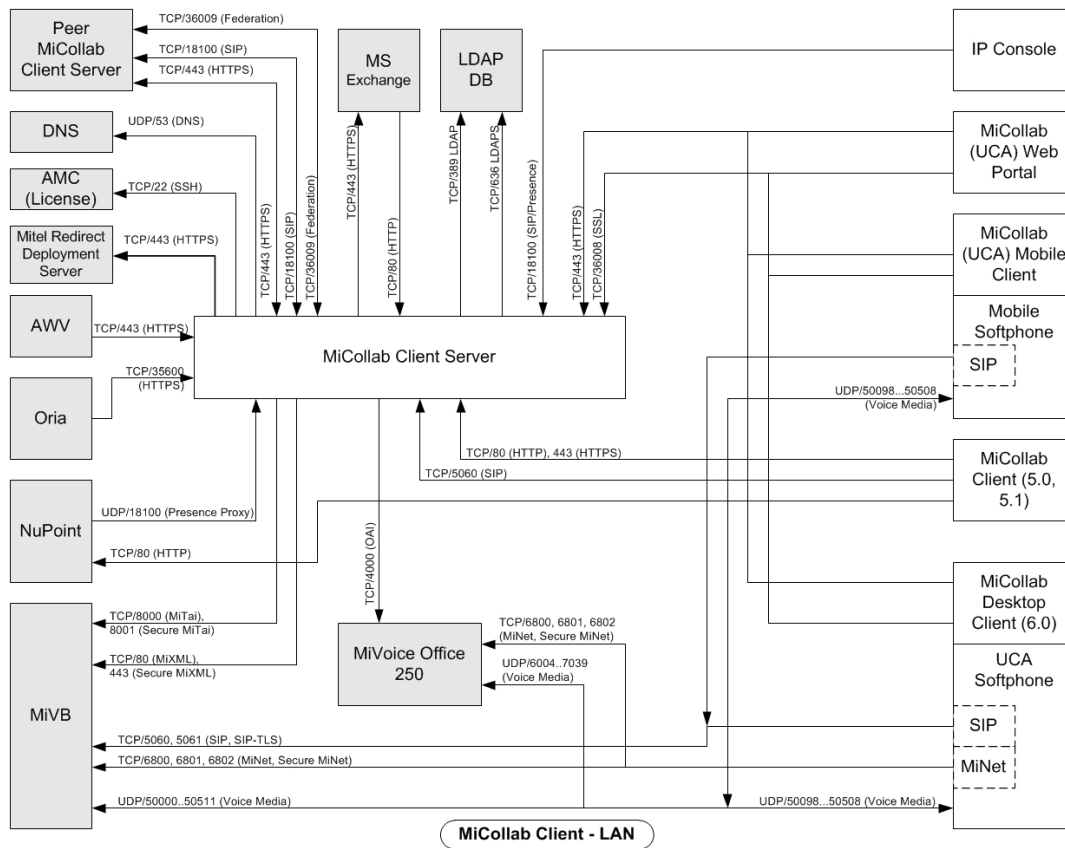 Peer
MiCollab
Client Server
TCP/36009 (Federation)
TCP/18100 (SIP)
TCP/443 (HTTPS)
MS
Exchange
LDAP
DB
IP Console
DNS
UDP/53 (DNS)
AMC
(License)
TCP/22 (SSH)
Mitel Redirect
Deployment
Server
TCP/443 (HTTPS)
TCP/443 (HTTPS)
TCP/18100 (SIP)
TCP/36009 (Federation)
TCP/443 (HTTPS)
TCP/80 (HTTP)
TCP/389 LDAP
TCP/636 LDAPS
TCP/18100 (SIP/Presence)
TCP/443 (HTTPS)
TCP/36008 (SSL)
MiCollab
(UCA) Web
Portal
MiCollab
(UCA) Mobile
Client
Mobile
Softphone
SIP
AWV
TCP/443 (HTTPS)
MiCollab Client Server
Oria
TCP/35600
(HTTPS)
UDP/50098...50508
(Voice Media)
TCP/80 (HTTP), 443 (HTTPS)
TCP/5060 (SIP)
MiCollab
Client (5.0,
5.1)
NuPoint
UDP/18100 (Presence Proxy)
TCP/80 (HTTP)
TCP/4000 (OAI)
MiVB
TCP/8000 (MiTai),
8001 (Secure MiTai)
TCP/80 (MiXML),
443 (Secure MiXML)
MiVoice Office
250
TCP/6800, 6801, 6802
(MiNet, Secure MiNet)
UDP/6004..7039
(Voice Media)
MiCollab
Desktop
Client (6.0)
UCA
Softphone
SIP
MiNet
TCP/5060, 5061 (SIP, SIP-TLS)
TCP/6800, 6801, 6802 (MiNet, Secure MiNet)
UDP/50000..50511 (Voice Media)
UDP/50098...50508 (Voice Media)
MiCollab Client - LAN